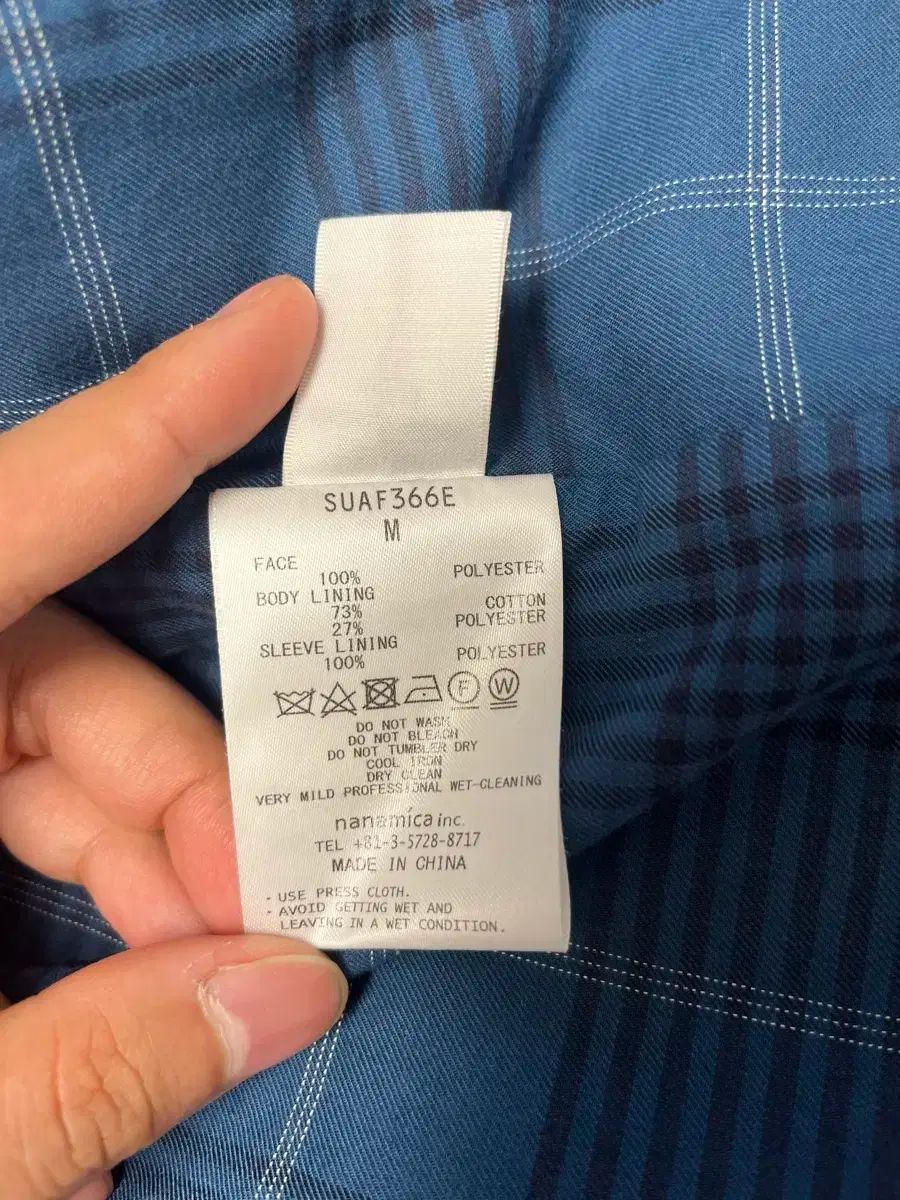 SUAF366E
M
FACE
100% POLYESTER
BODY LINING
73% COTTON
27% POLYESTER
SLEEVE LINING
100% POLYESTER
F W
DO NOT WASH
DO NOT BLEACH
DO NOT TUMBLER DRY
COOL IRON
DRY CLEAN
VERY MILD PROFESSIONAL WET-CLEANING
nanamica inc.
TEL +81-3-5728-8717
MADE IN CHINA
・USE PRESS CLOTH.
・AVOID GETTING WET AND
LEAVING IN A WET CONDITION.